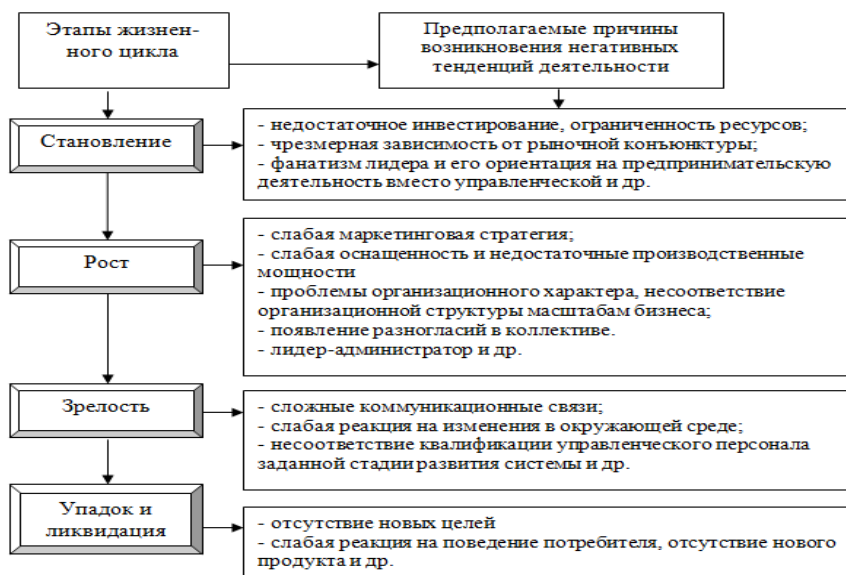 Этапы жизнен-
ного цикла
Предполагаемые причины
возникновения негативных
тенденций деятельности
Становление
- недостаточное инвестирование, ограниченность ресурсов;
- чрезмерная зависимость от рыночной конъюнктуры;
- фанатизм лидера и его ориентация на предпринимательскую
деятельность вместо управленческой и др.
Рост
- слабая маркетинговая стратегия;
- слабая оснащенность и недостаточные производственные
мощности
- проблемы организационного характера, несоответствие
организационной структуры масштабам бизнеса;
- появление разногласий в коллективе.
- лидер-администратор и др.
Зрелость
- сложные коммуникационные связи;
- слабая реакция на изменения в окружающей среде;
- несоответствие квалификации управленческого персонала
заданной стадии развития системы и др.
Упадок и
ликвидация
- отсутствие новых целей
- слабая реакция на поведение потребителя, отсутствие нового
продукта и др.